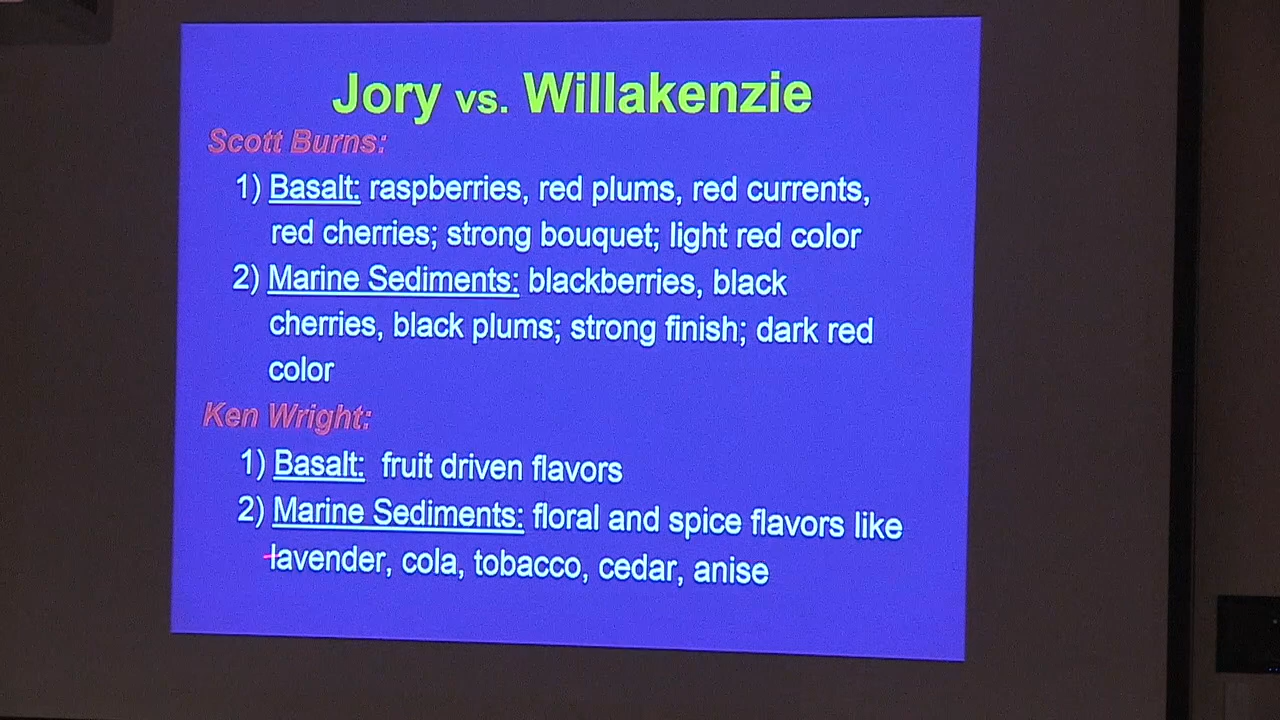 Jory vs. Willakenzie
Scott Burns:
1) Basalt: raspberries, red plums, red currents,
red cherries; strong bouquet; light red color
2) Marine Sediments: blackberries, black
cherries, black plums; strong finish; dark red
color
Ken Wright:
1) Basalt: fruit driven flavors
2) Marine Sediments: floral and spice flavors like
lavender, cola, tobacco, cedar, anise